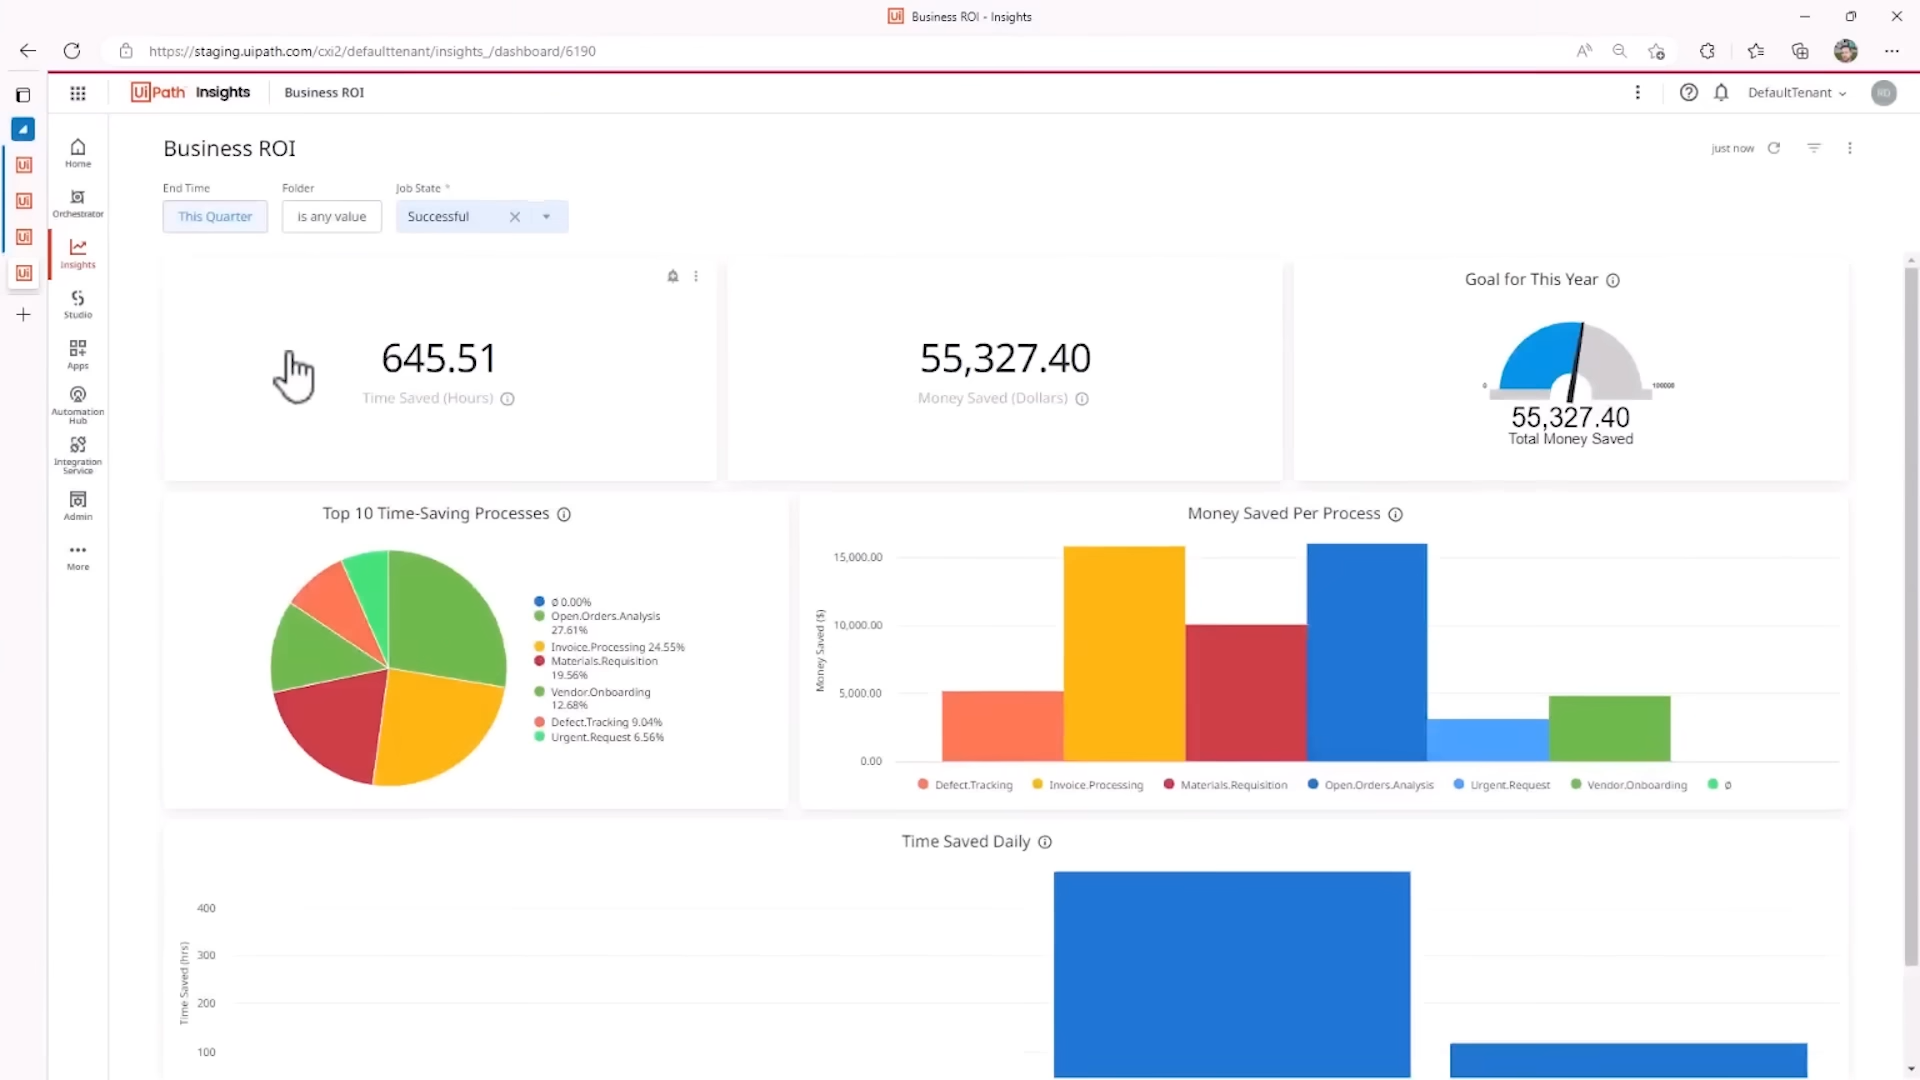 Business ROI - Insights
https://staging.uipath.com/cxi2/defaulttenant/insights_/dashboard/6190
UiPath Insights
Business ROI
DefaultTenant
RD
Home
Orchestrator
Insights
Studio
Apps
Automation
Hub
Integration
Service
Admin
More
Business ROI
just now
End Time
Folder
Job State *
This Quarter
is any value
Successful
645.51
Time Saved (Hours)
55,327.40
Money Saved (Dollars)
Goal for This Year
0
100000
55,327.40
Total Money Saved
Top 10 Time-Saving Processes
ø 0.00%
Open.Orders.Analysis
27.61%
Invoice.Processing 24.55%
Materials.Requisition
19.56%
Vendor.Onboarding
12.68%
Defect.Tracking 9.04%
Urgent.Request 6.56%
Money Saved Per Process
Money Saved ($)
15,000.00
10,000.00
5,000.00
0.00
Defect.Tracking
Invoice.Processing
Materials.Requisition
Open.Orders.Analysis
Urgent.Request
Vendor.Onboarding
ø
Time Saved Daily
Time Saved (hrs)
400
300
200
100